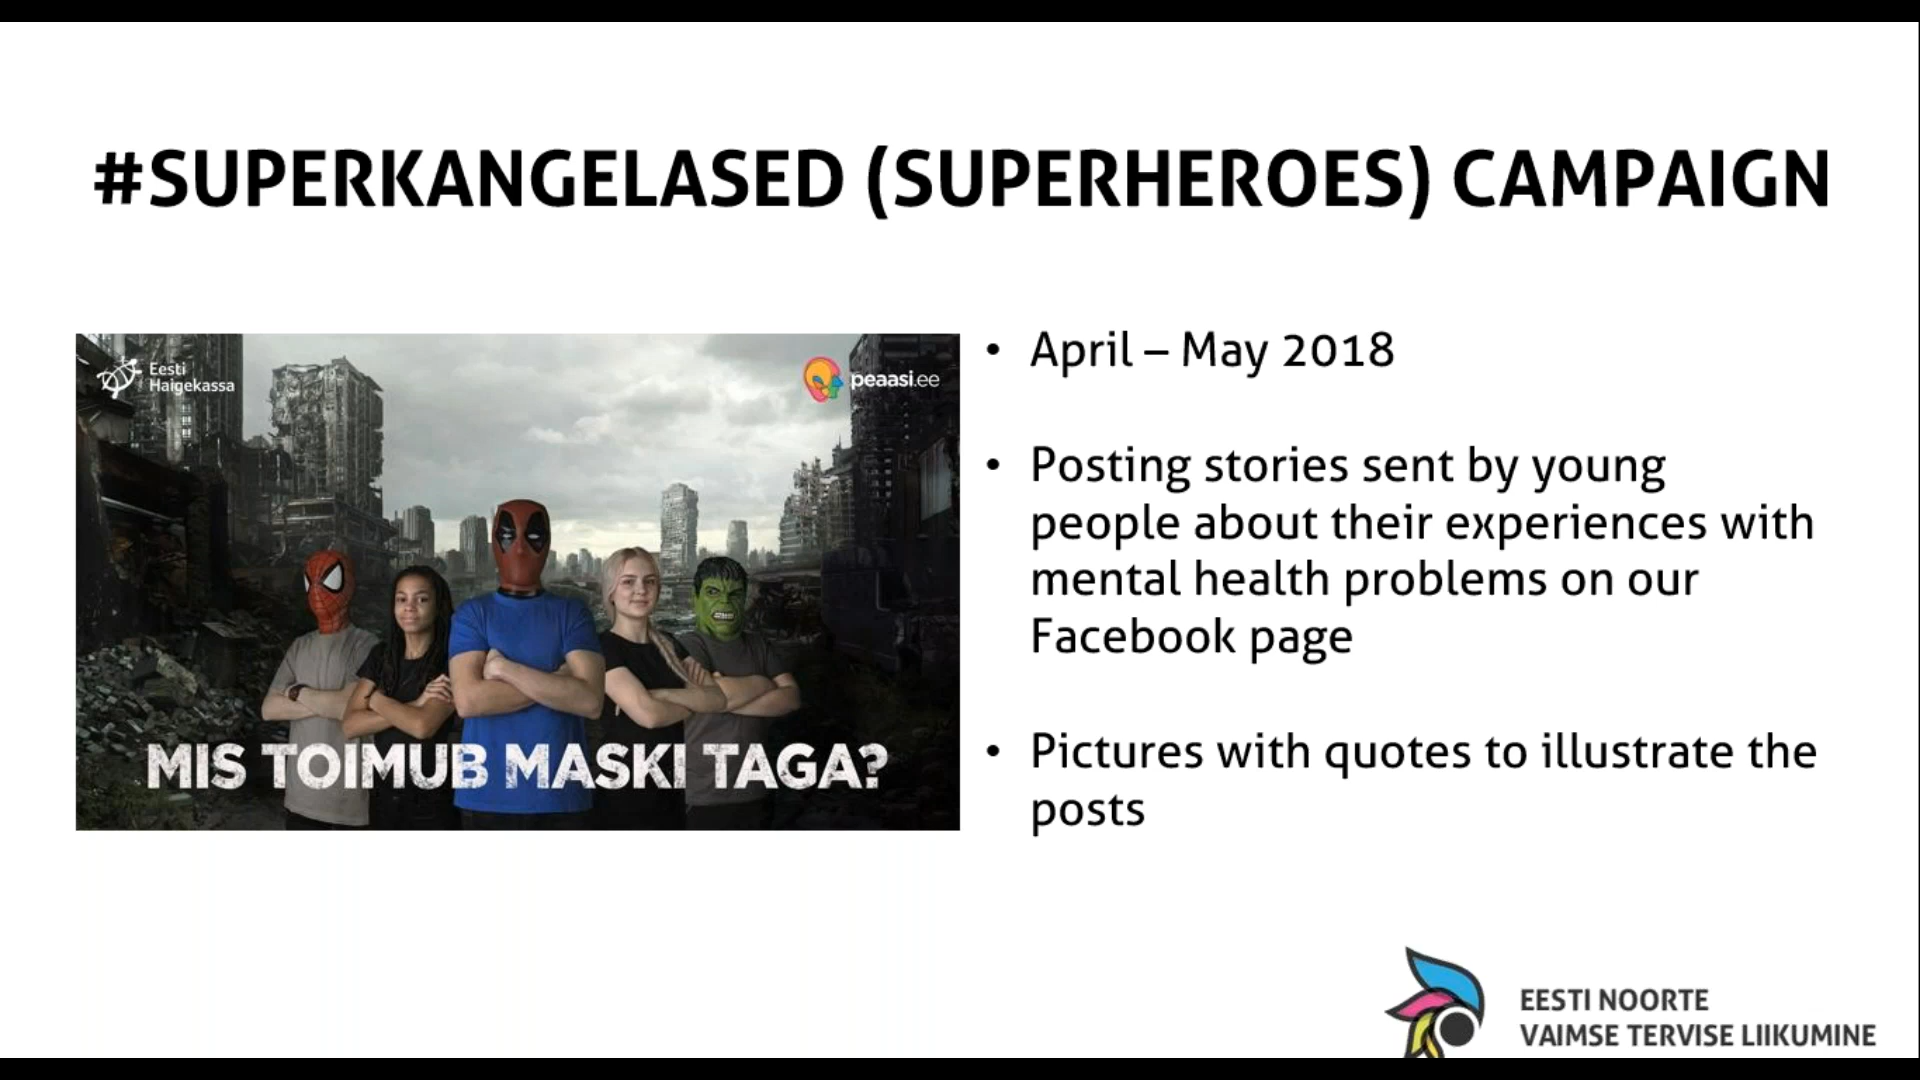 #SUPERKANGELASED (SUPERHEROES) CAMPAIGN
Eesti
Haigekassa
peaasi.ee
MIS TOIMUB MASKI TAGA?
• April – May 2018
• Posting stories sent by young
people about their experiences with
mental health problems on our
Facebook page
• Pictures with quotes to illustrate the
posts
EESTI NOORTE
VAIMSE TERVISE LIIKUMINE